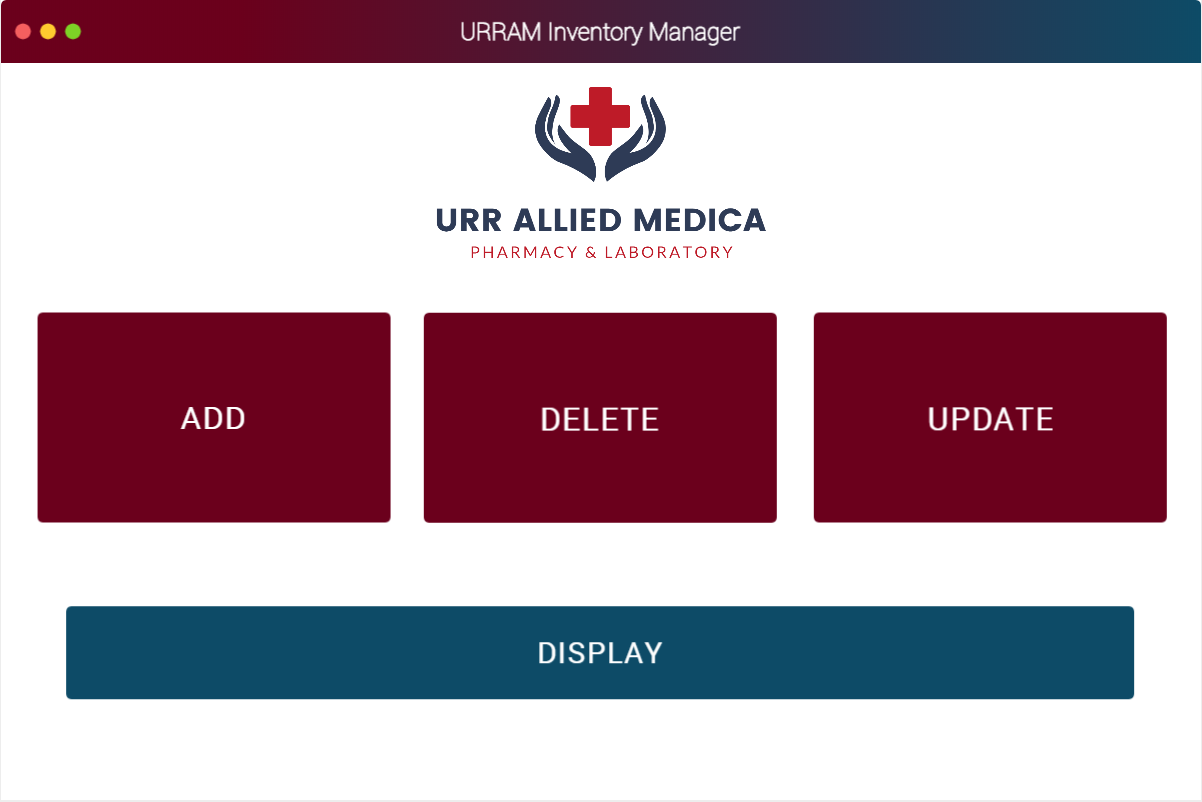 URRAM Inventory Manager
URR ALLIED MEDICA
PHARMACY & LABORATORY
ADD
DELETE
UPDATE
DISPLAY